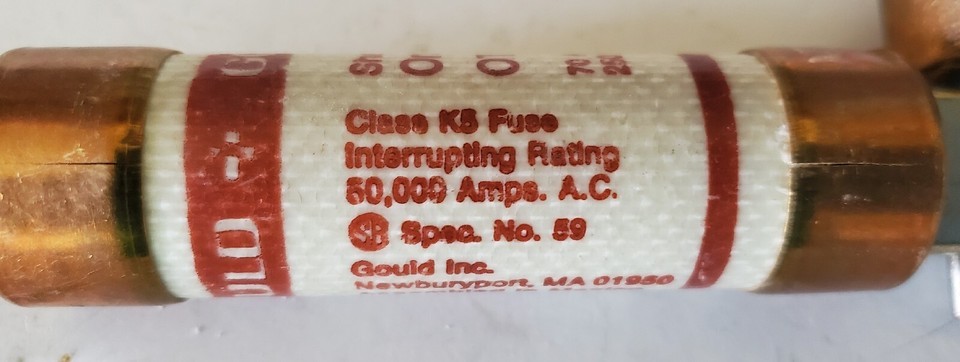 Class K5 Fuse
Interrupting Rating
50,000 Amps. A.C.
Spec. No. 59
Gould Inc.
Newburyport, MA 01950